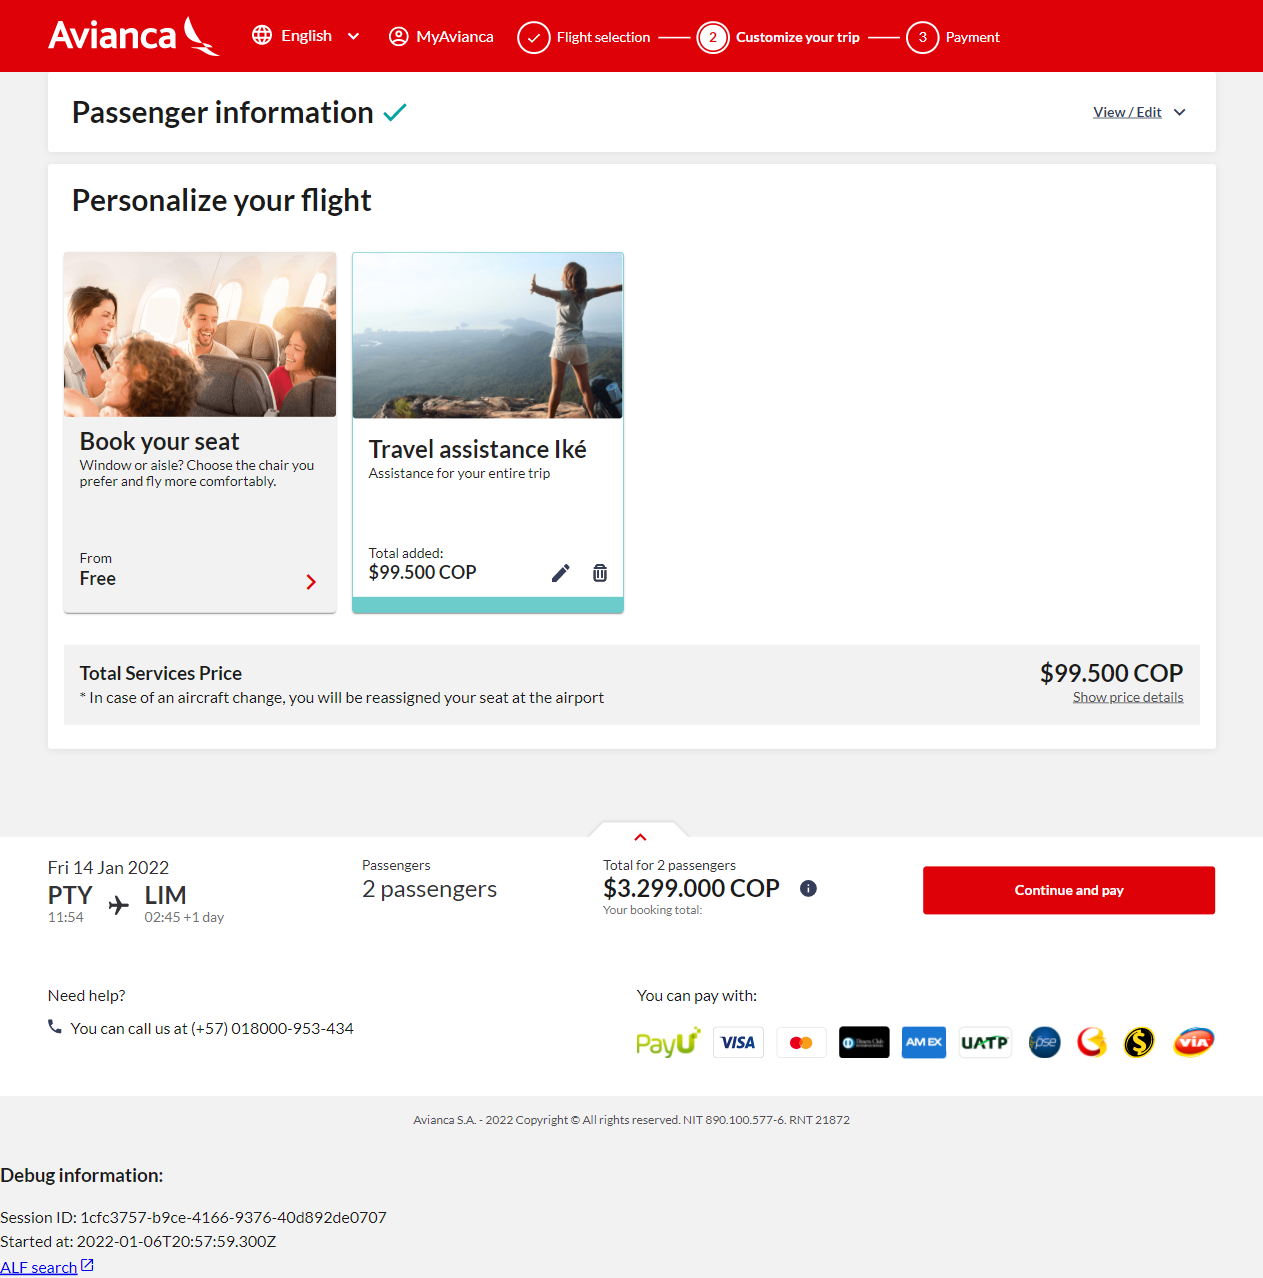 Avianca
English
MyAvianca
Flight selection
2
Customize your trip
3
Payment
Passenger information
View / Edit
Personalize your flight
Book your seat
Window or aisle? Choose the chair you
prefer and fly more comfortably.
From
Free
Travel assistance Iké
Assistance for your entire trip
Total added:
$99.500 COP
Total Services Price
* In case of an aircraft change, you will be reassigned your seat at the airport
$99.500 COP
Show price details
Fri 14 Jan 2022
PTY
LIM
11:54
02:45 +1 day
Passengers
2 passengers
Total for 2 passengers
$3.299.000 COP
Your booking total:
Continue and pay
Need help?
You can call us at (+57) 018000-953-434
You can pay with:
PayU
VISA
Diners Club
AMEX
UATP
pse
$
VIA
Avianca S.A. - 2022 Copyright © All rights reserved. NIT 890.100.577-6. RNT 21872
Debug information:
Session ID: 1cfc3757-b9ce-4166-9376-40d892de0707
Started at: 2022-01-06T20:57:59.300Z
ALF search